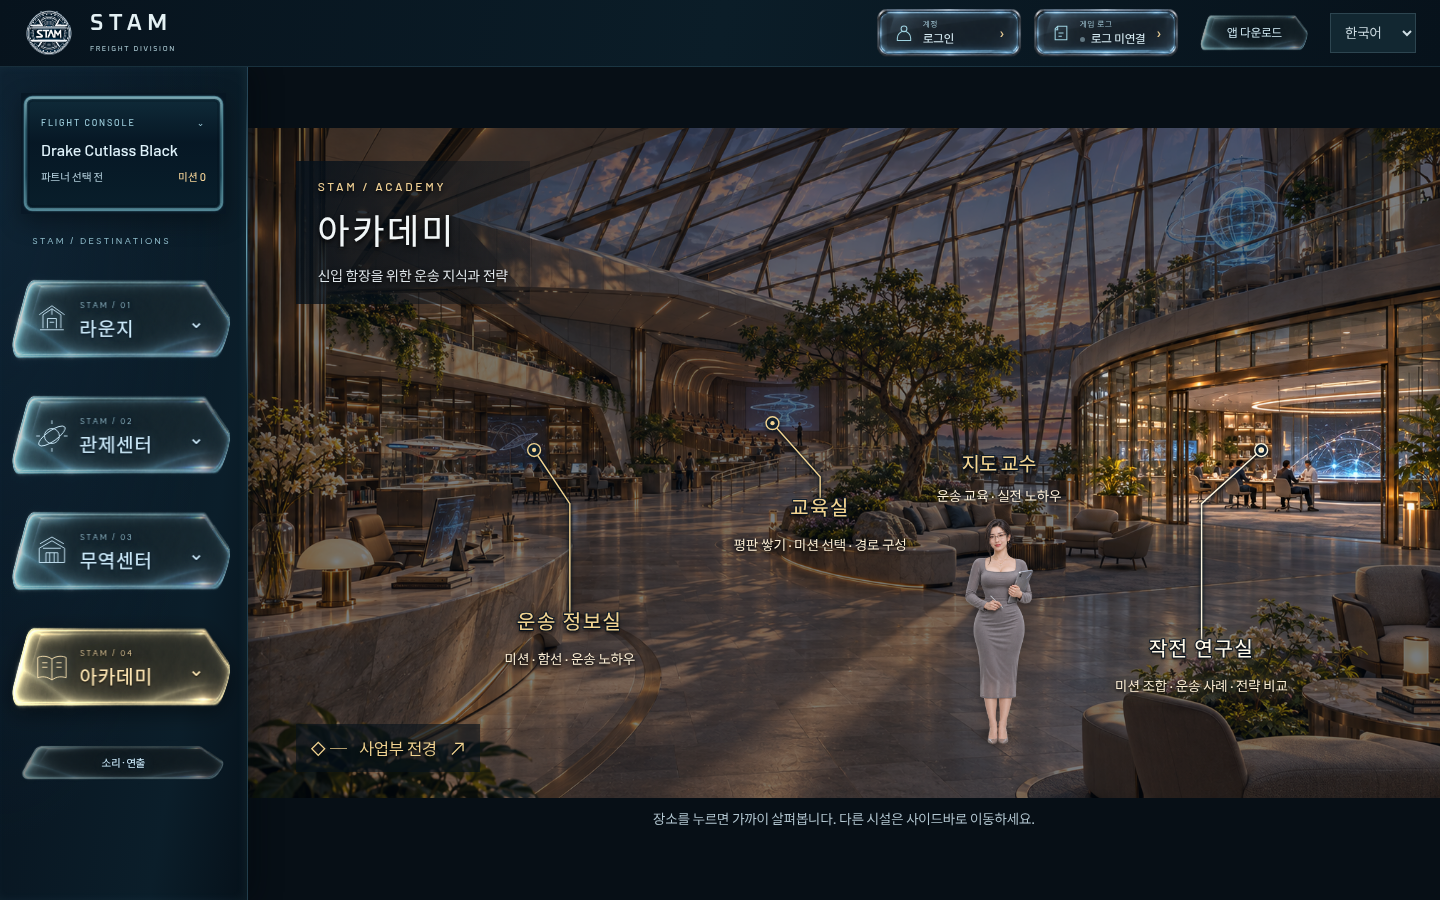 STAM
STAM
FREIGHT DIVISION
계정
로그인
게임 로그
로그 미연결
앱 다운로드
한국어
FLIGHT CONSOLE
Drake Cutlass Black
파트너 선택 전
미션 0
STAM / DESTINATIONS
STAM / 01
라운지
STAM / 02
관제센터
STAM / 03
무역센터
STAM / 04
아카데미
소리·연출
STAM / ACADEMY
아카데미
신입 함장을 위한 운송 지식과 전략
지도 교수
운송 교육 · 실전 노하우
교육실
평판 쌓기 · 미션 선택 · 경로 구성
운송 정보실
미션 · 함선 · 운송 노하우
작전 연구실
미션 조합 · 운송 사례 · 전략 비교
사업부 전경
장소를 누르면 가까이 살펴봅니다. 다른 시설은 사이드바로 이동하세요.